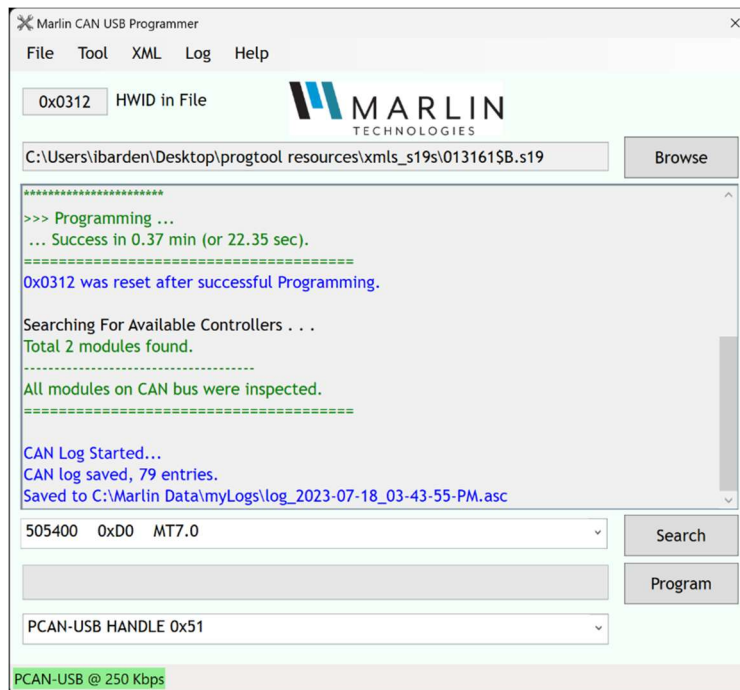 Marlin CAN USB Programmer
File Tool XML Log Help
0x0312 HWID in File
MARLIN
TECHNOLOGIES
C:\Users\ibarden\Desktop\progtool resources\xmls_s19s\013161$B.s19 Browse
***********************
>>> Programming ...
... Success in 0.37 min (or 22.35 sec).
=======================================
0x0312 was reset after successful Programming.
Searching For Available Controllers . . .
Total 2 modules found.
--------------------------------------
All modules on CAN bus were inspected.
=======================================
CAN Log Started...
CAN log saved, 79 entries.
Saved to C:\Marlin Data\myLogs\log_2023-07-18_03-43-55-PM.asc
505400 0xD0 MT7.0 Search
Program
PCAN-USB HANDLE 0x51
PCAN-USB @ 250 Kbps